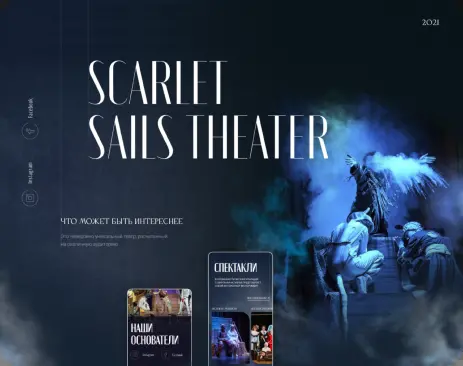 2021
SCARLET
SAILS THEATER
facebook
instagram
ЧТО МОЖЕТ БЫТЬ ИНТЕРЕСНЕЕ
СПЕКТАКЛИ
НАШИ
ОСНОВАТЕЛИ